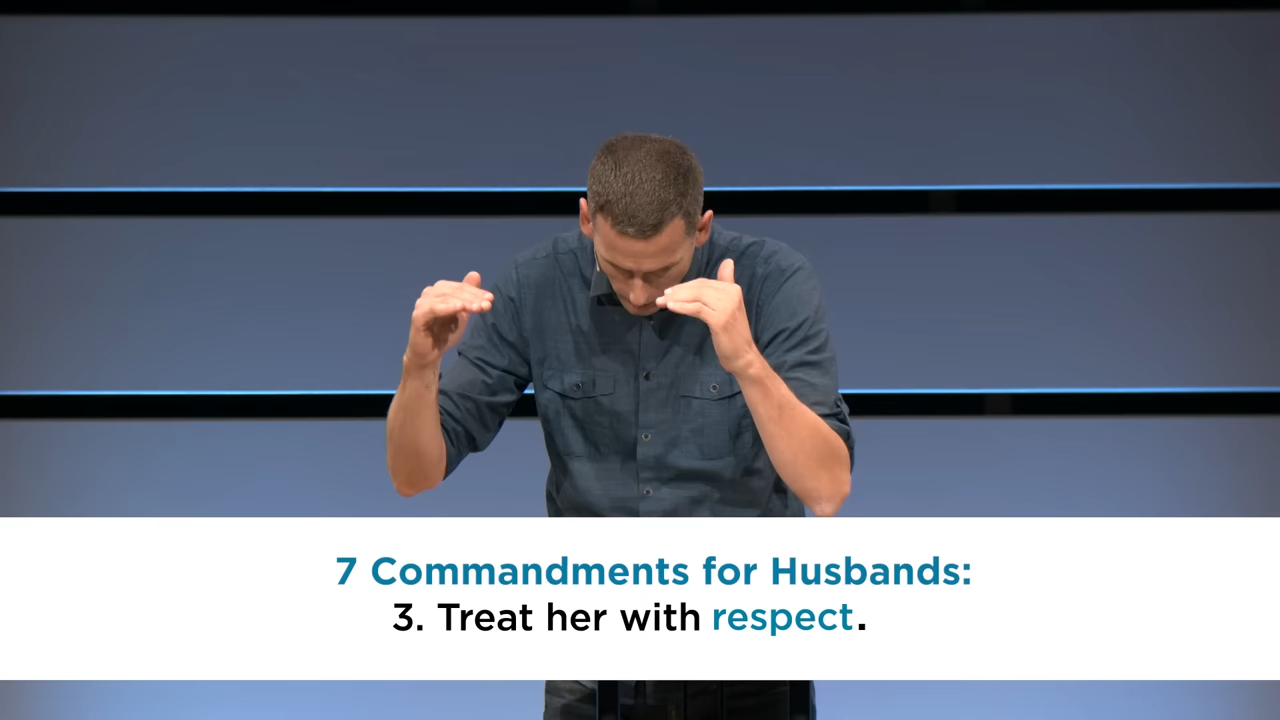 7 Commandments for Husbands:
3. Treat her with respect.